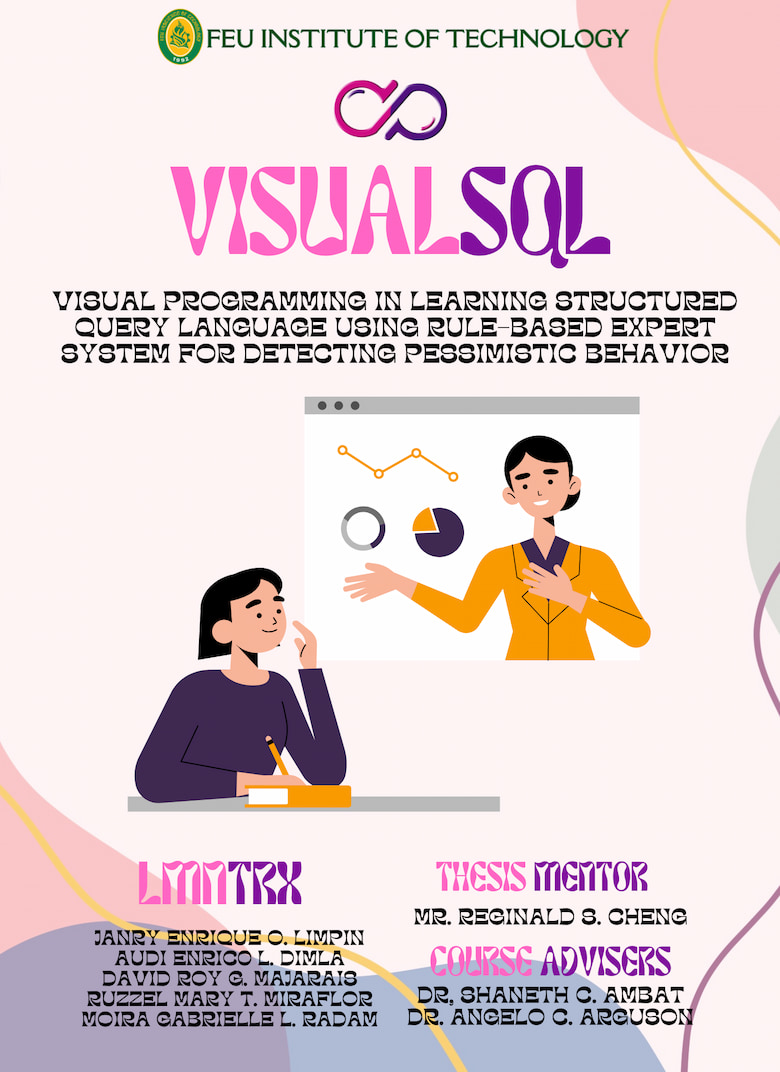 FEU INSTITUTE OF TECHNOLOGY
VISUALSQL
VISUAL PROGRAMMING IN LEARNING STRUCTURED
QUERY LANGUAGE USING RULE-BASED EXPERT
SYSTEM FOR DETECTING PESSIMISTIC BEHAVIOR
LMNTRX
JANRY ENRIQUE O. LIMPIN
AUDI ENRICO L. DIMLA
DAVID ROY G. MAJARAIS
RUZZEL MARY T. MIRAFLOR
MOIRA GABRIELLE L. RADAM
THESIS MENTOR
MR. REGINALD S. CHENG
COURSE ADVISERS
DR, SHANETH C. AMBAT
DR. ANGELO C. ARGUSON